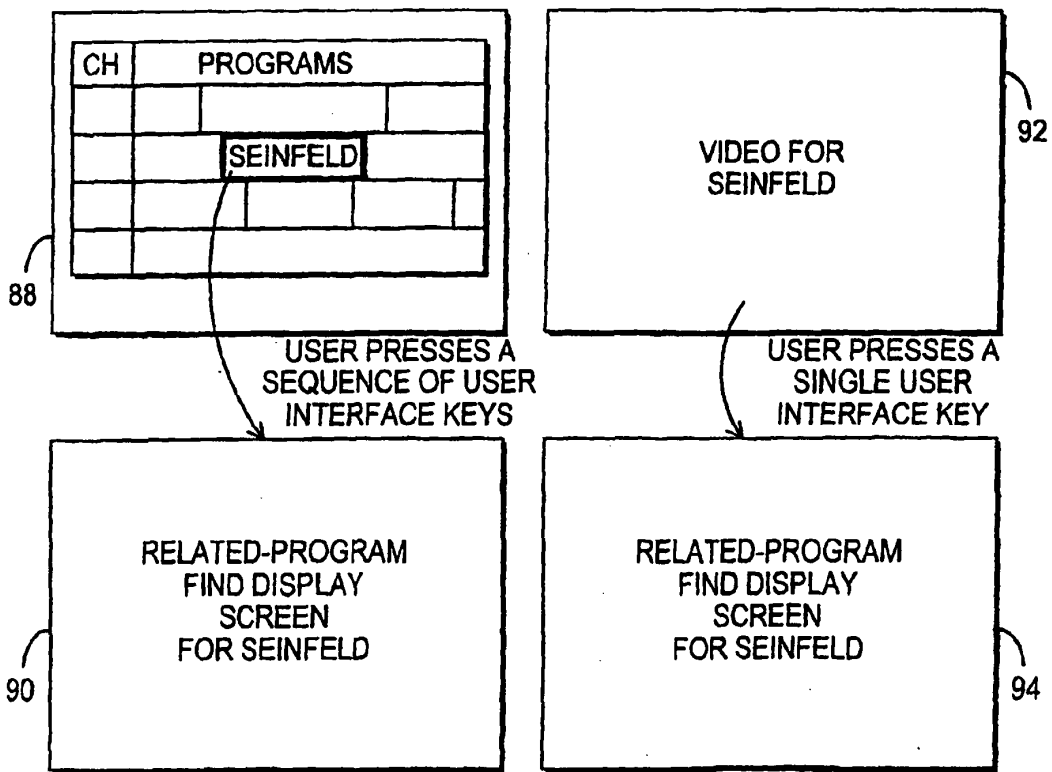 CH PROGRAMS
SEINFELD
88
VIDEO FOR
SEINFELD
92
USER PRESSES A
SEQUENCE OF USER
INTERFACE KEYS
USER PRESSES A
SINGLE USER
INTERFACE KEY
RELATED-PROGRAM
FIND DISPLAY
SCREEN
FOR SEINFELD
90
RELATED-PROGRAM
FIND DISPLAY
SCREEN
FOR SEINFELD
94